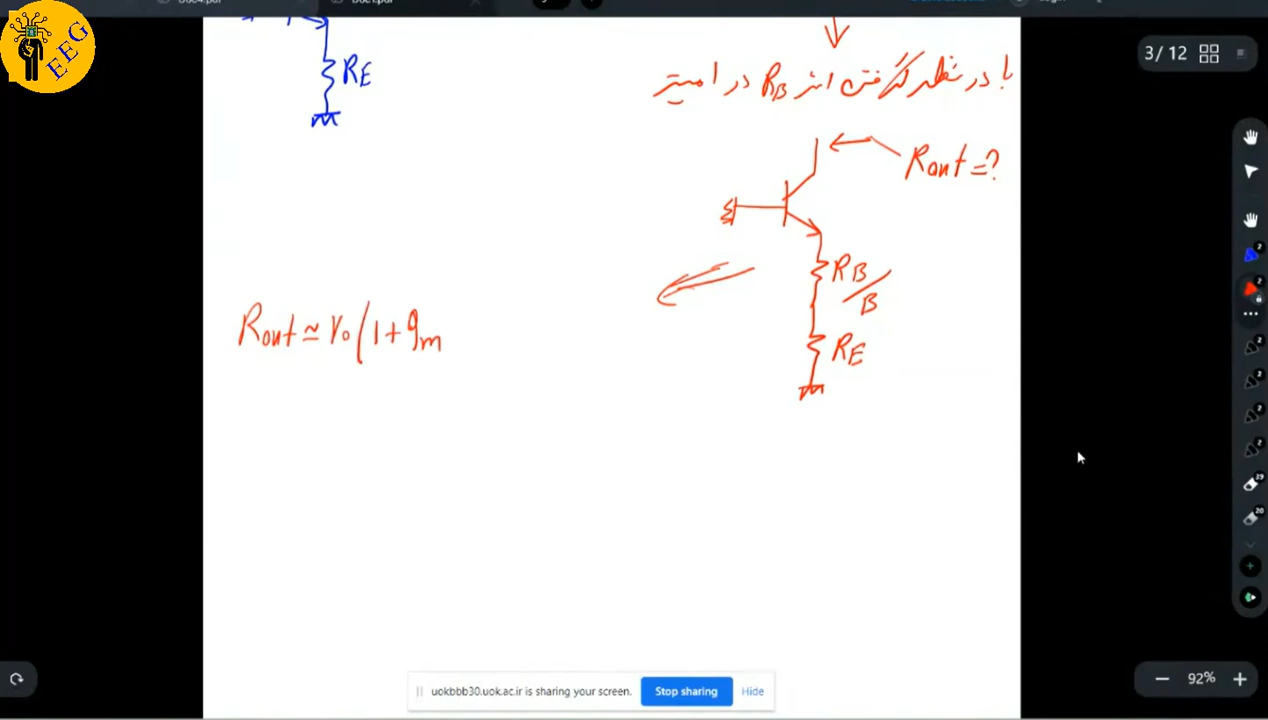 EEG
3/12
RE
با در نظر گرفتن اثر RB در امیتر
Rout=?
RB/B
RE
Rout ≃ ro(1+gm
uokbbb30.uok.ac.ir is sharing your screen.
Stop sharing
Hide
92%